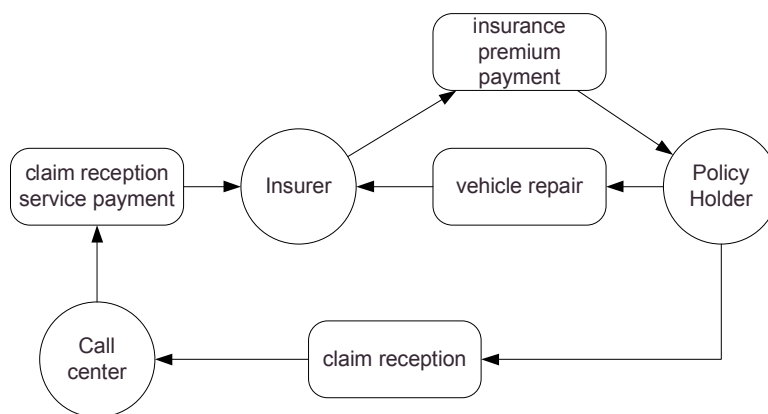 insurance
premium
payment
claim reception
service payment
Insurer
vehicle repair
Policy
Holder
Call
center
claim reception